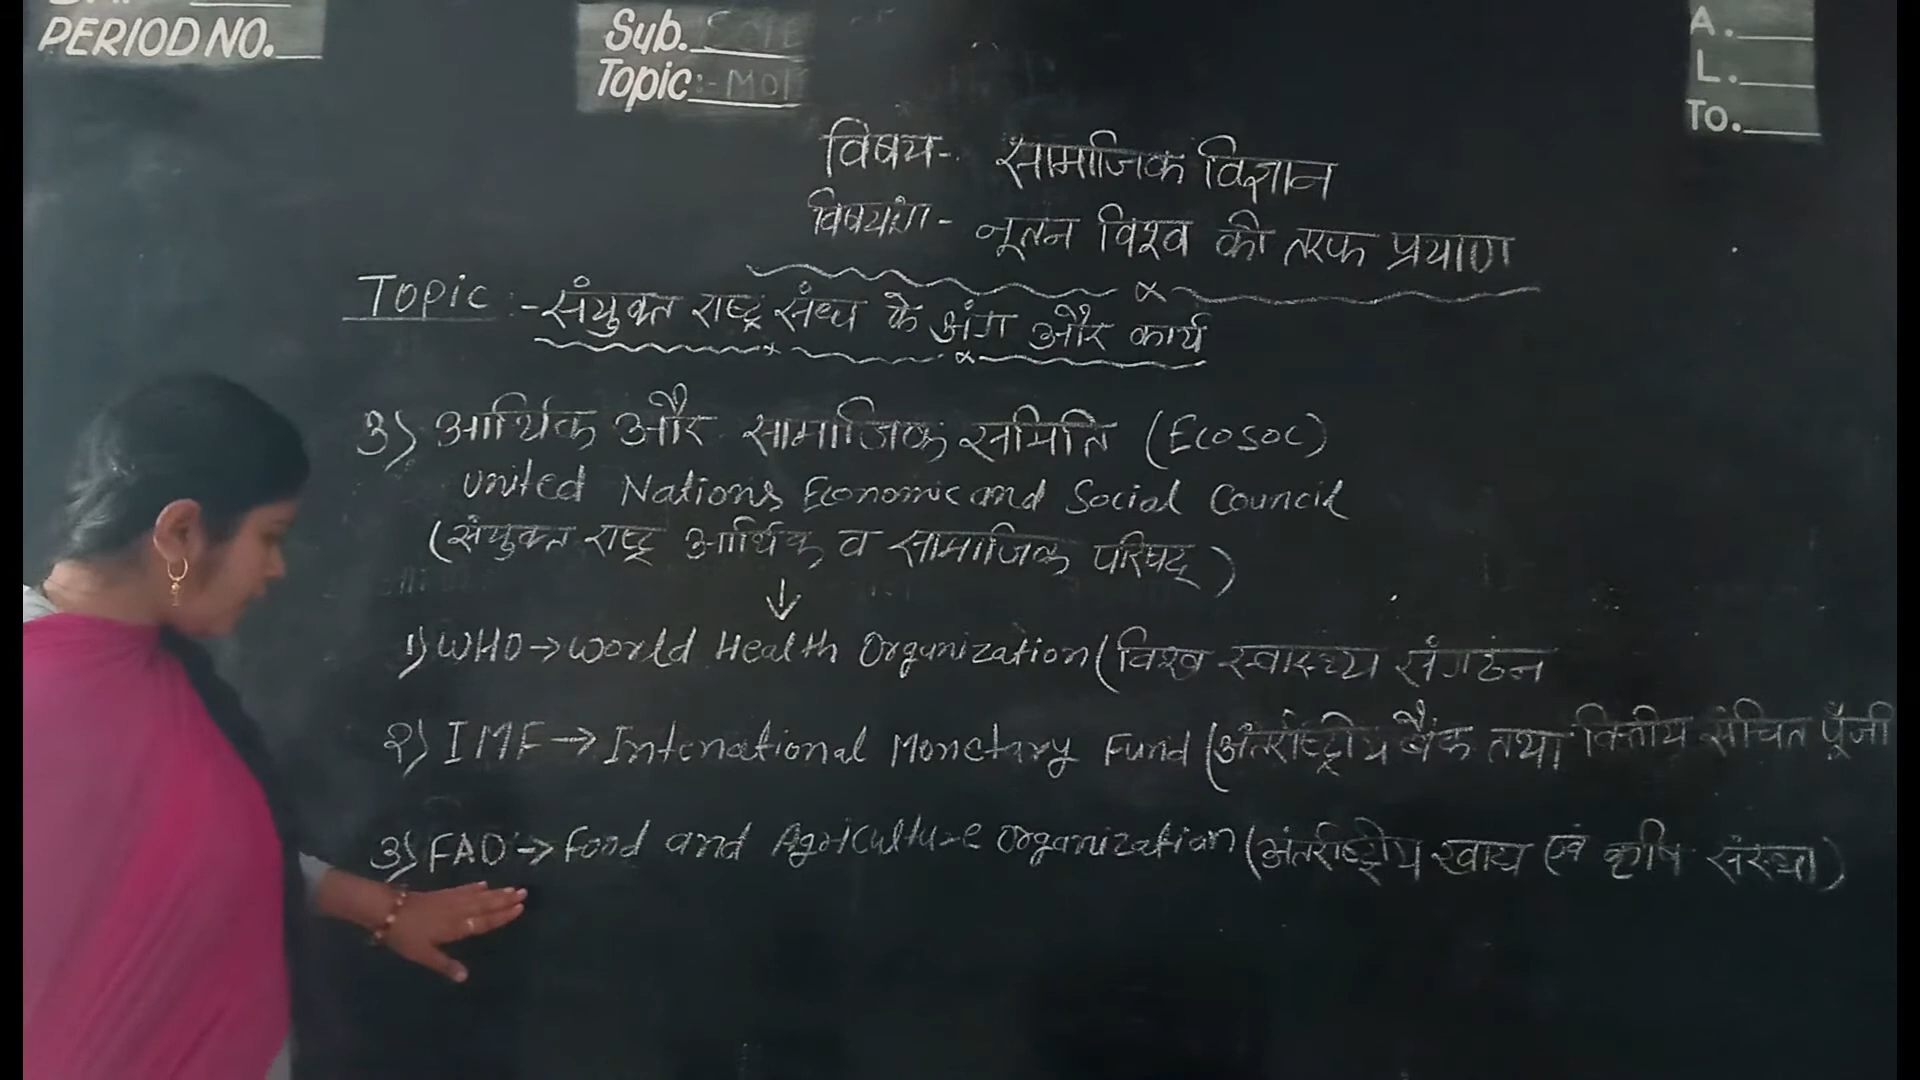 PERIOD NO.
Sub.
Topic:-
A.
L.
To.
विषय- सामाजिक विज्ञान
विषयांग- नूतन विश्व की तरफ प्रयाण
Topic :- संयुक्त राष्ट्र संघ के अंग और कार्य
3) आर्थिक और सामाजिक समिति (ECOSOC)
United Nations Economic and Social Council
(संयुक्त राष्ट्र आर्थिक व सामाजिक परिषद्)
↓
1) WHO → World Health Organization (विश्व स्वास्थ्य संगठन
2) IMF → Intenational Monetary Fund (अंतर्राष्ट्रीय बैंक तथा वित्तीय संचित पूँजी
3) FAO → Food and Agriculture Organization (अंतर्राष्ट्रीय खाद्य एवं कृषि संस्था)